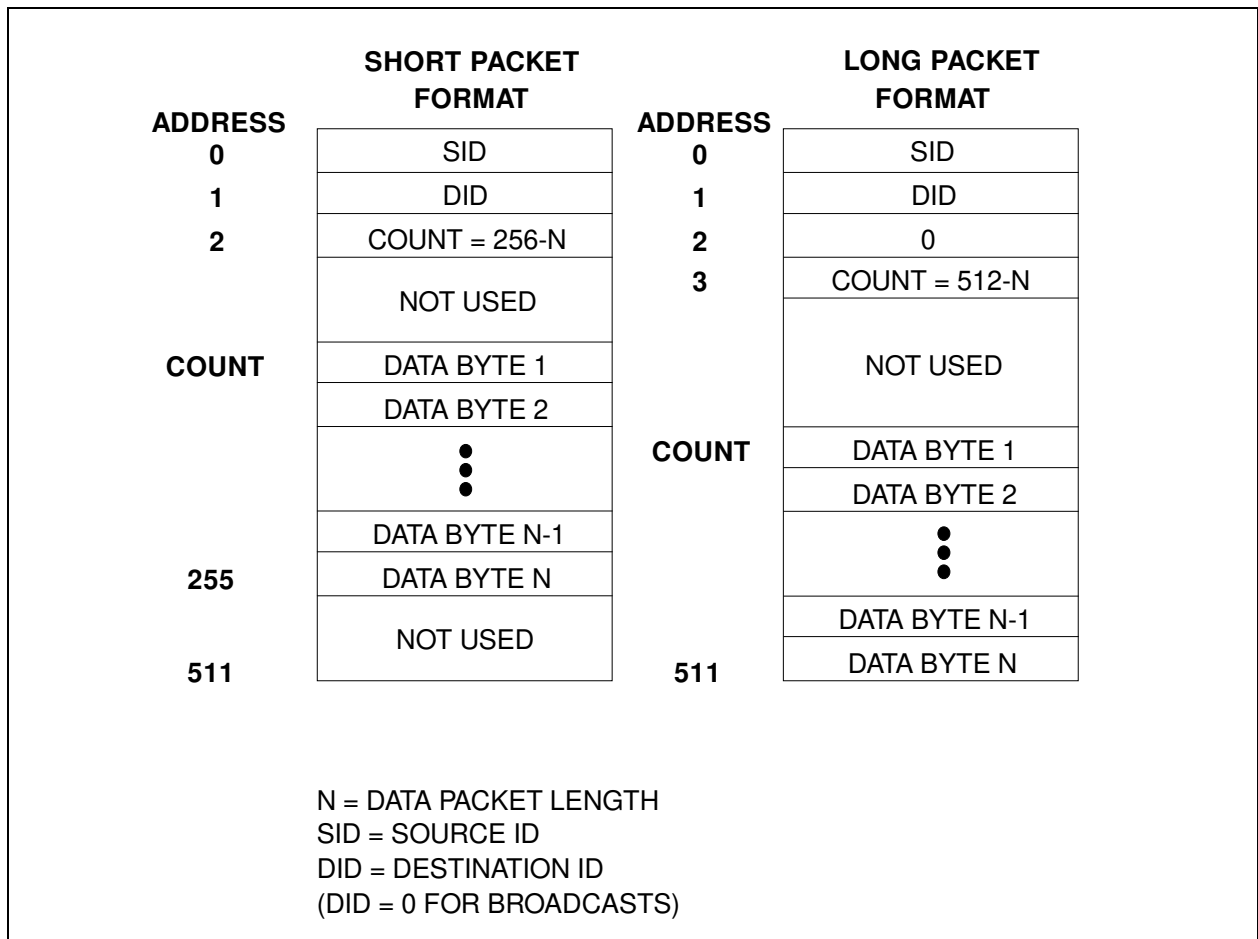 SHORT PACKET
FORMAT
ADDRESS
0 SID
1 DID
2 COUNT = 256-N
NOT USED
COUNT DATA BYTE 1
DATA BYTE 2
DATA BYTE N-1
255 DATA BYTE N
NOT USED
511
LONG PACKET
FORMAT
ADDRESS
0 SID
1 DID
2 0
3 COUNT = 512-N
NOT USED
COUNT DATA BYTE 1
DATA BYTE 2
DATA BYTE N-1
511 DATA BYTE N
N = DATA PACKET LENGTH
SID = SOURCE ID
DID = DESTINATION ID
(DID = 0 FOR BROADCASTS)